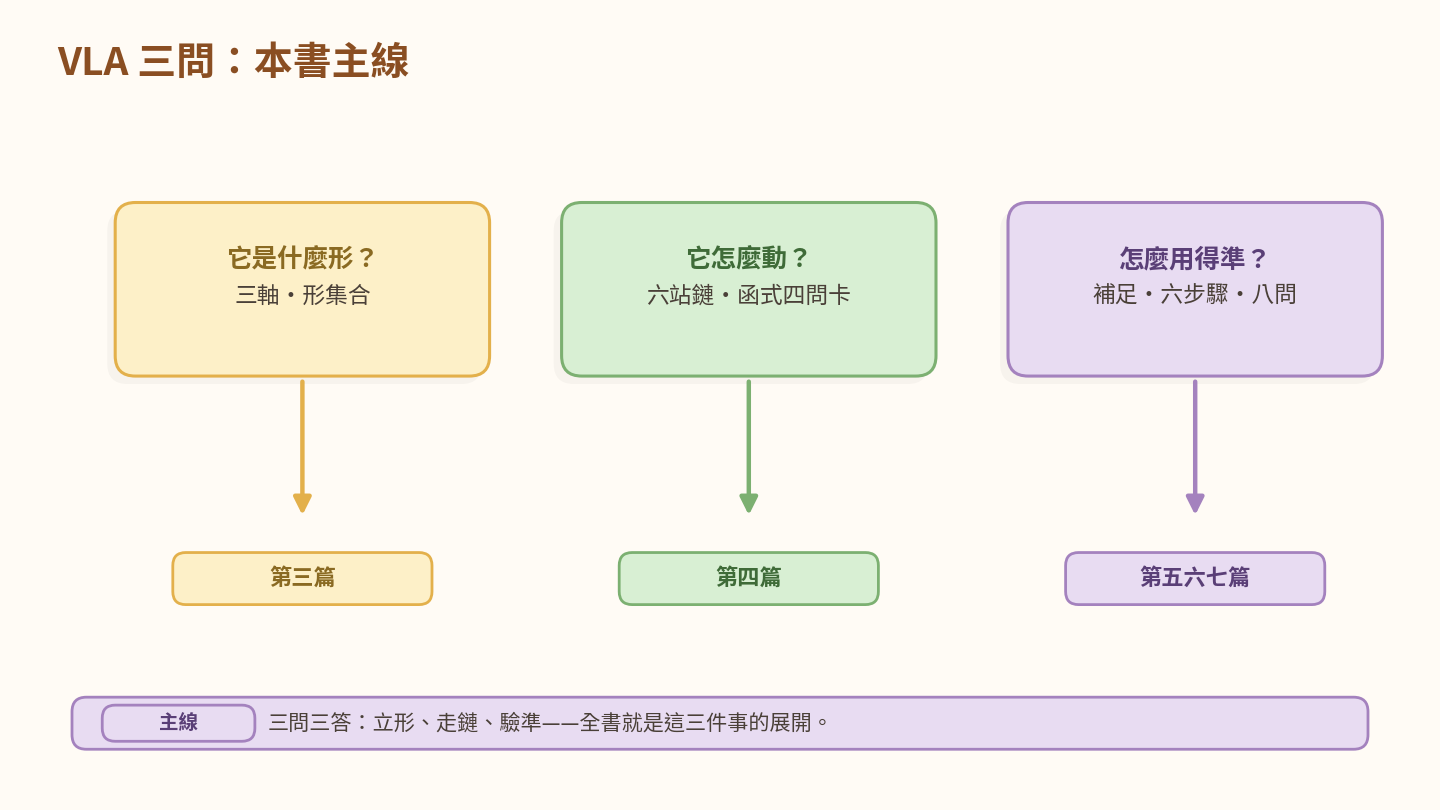 VLA 三問：本書主線
它是什麼形？
三軸・形集合
它怎麼動？
六站鏈・函式四問卡
怎麼用得準？
補足・六步驟・八問
第三篇
第四篇
第五六七篇
主線
三問三答：立形、走鏈、驗準——全書就是這三件事的展開。